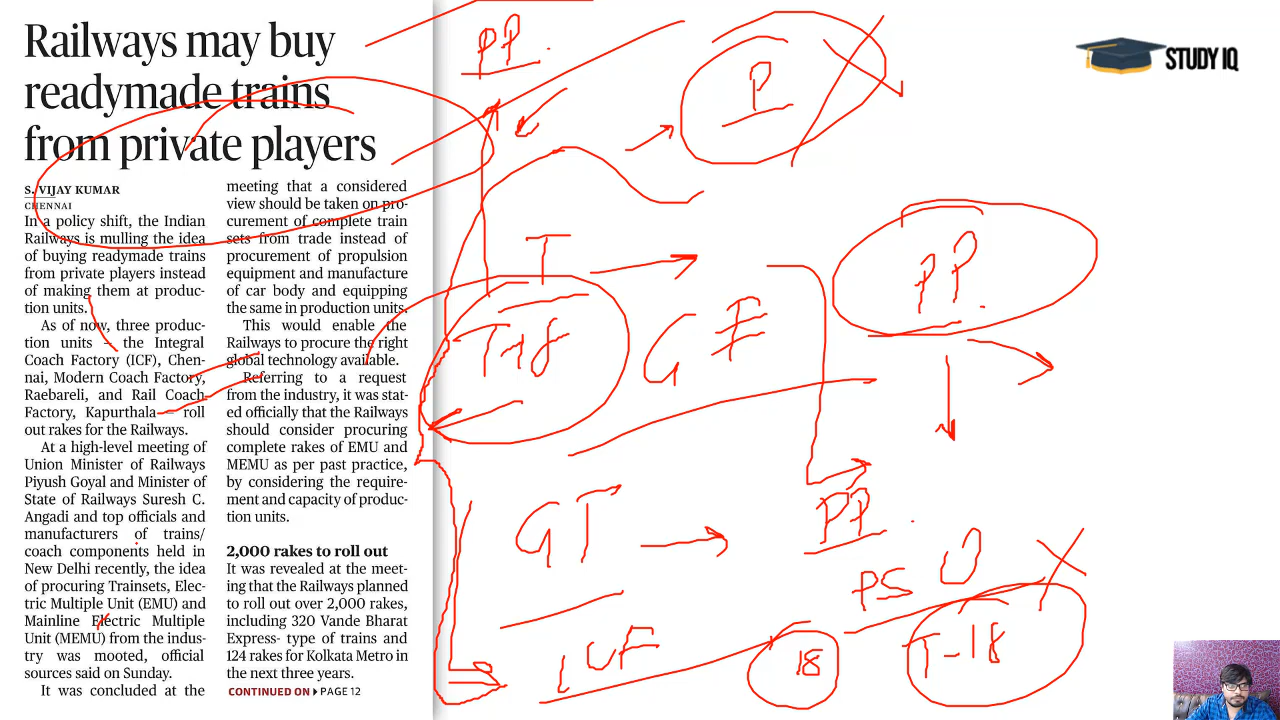 Railways may buy
readymade trains
from private players
S. VIJAY KUMAR
CHENNAI
In a policy shift, the Indian
Railways is mulling the idea
of buying readymade trains
from private players instead
of making them at produc-
tion units.
As of now, three produc-
tion units – the Integral
Coach Factory (ICF), Chen-
nai, Modern Coach Factory,
Raebareli, and Rail Coach
Factory, Kapurthala – roll
out rakes for the Railways.
At a high-level meeting of
Union Minister of Railways
Piyush Goyal and Minister of
State of Railways Suresh C.
Angadi and top officials and
manufacturers of trains/
coach components held in
New Delhi recently, the idea
of procuring Trainsets, Elec-
tric Multiple Unit (EMU) and
Mainline Electric Multiple
Unit (MEMU) from the indus-
try was mooted, official
sources said on Sunday.
It was concluded at the
meeting that a considered
view should be taken on pro-
curement of complete train
sets from trade instead of
procurement of propulsion
equipment and manufacture
of car body and equipping
the same in production units.
This would enable the
Railways to procure the right
global technology available.
Referring to a request
from the industry, it was stat-
ed officially that the Railways
should consider procuring
complete rakes of EMU and
MEMU as per past practice,
by considering the require-
ment and capacity of produc-
tion units.
2,000 rakes to roll out
It was revealed at the meet-
ing that the Railways planned
to roll out over 2,000 rakes,
including 320 Vande Bharat
Express- type of trains and
124 rakes for Kolkata Metro in
the next three years.
CONTINUED ON PAGE 12
PP.
P
T
T-18
PP.
GT
PP.
PS
18
T-18
STUDY IQ